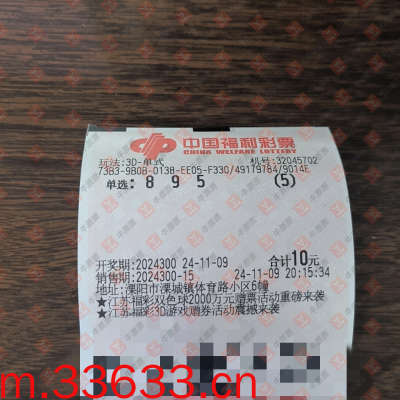 中国福利彩票
CHINA WELFARE LOTTERY
玩法:3D-单式 机号:32045702
73B3-9B0B-013B-EE05-F330/49179784/9014E
单选: 8 9 5 (5)
开奖期:2024300 24-11-09 合计10元
销售期:2024300-15 24-11-09 20:15:34
地址:溧阳市溧城镇体育路小区6幢
★江苏福彩双色球2000万元赠票活动重磅来袭
★江苏福彩3D游戏赠券活动震撼来袭
m.33633.cn